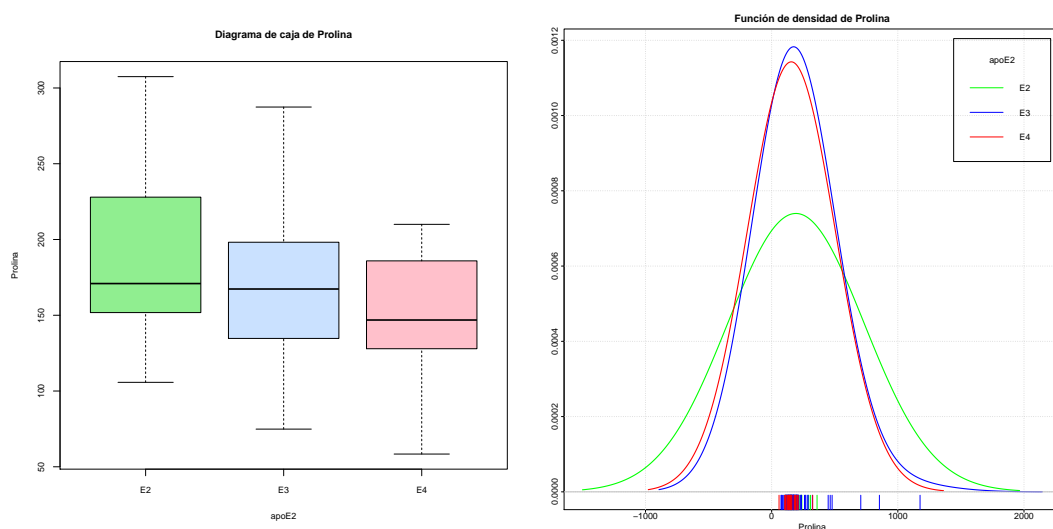 Diagrama de caja de Prolina
300
250
200
150
100
50
Prolina
E2 E3 E4
apoE2
Función de densidad de Prolina
0.0012
0.0010
0.0008
0.0006
0.0004
0.0002
0.0000
apoE2
E2
E3
E4
−1000 0 1000 2000
Prolina